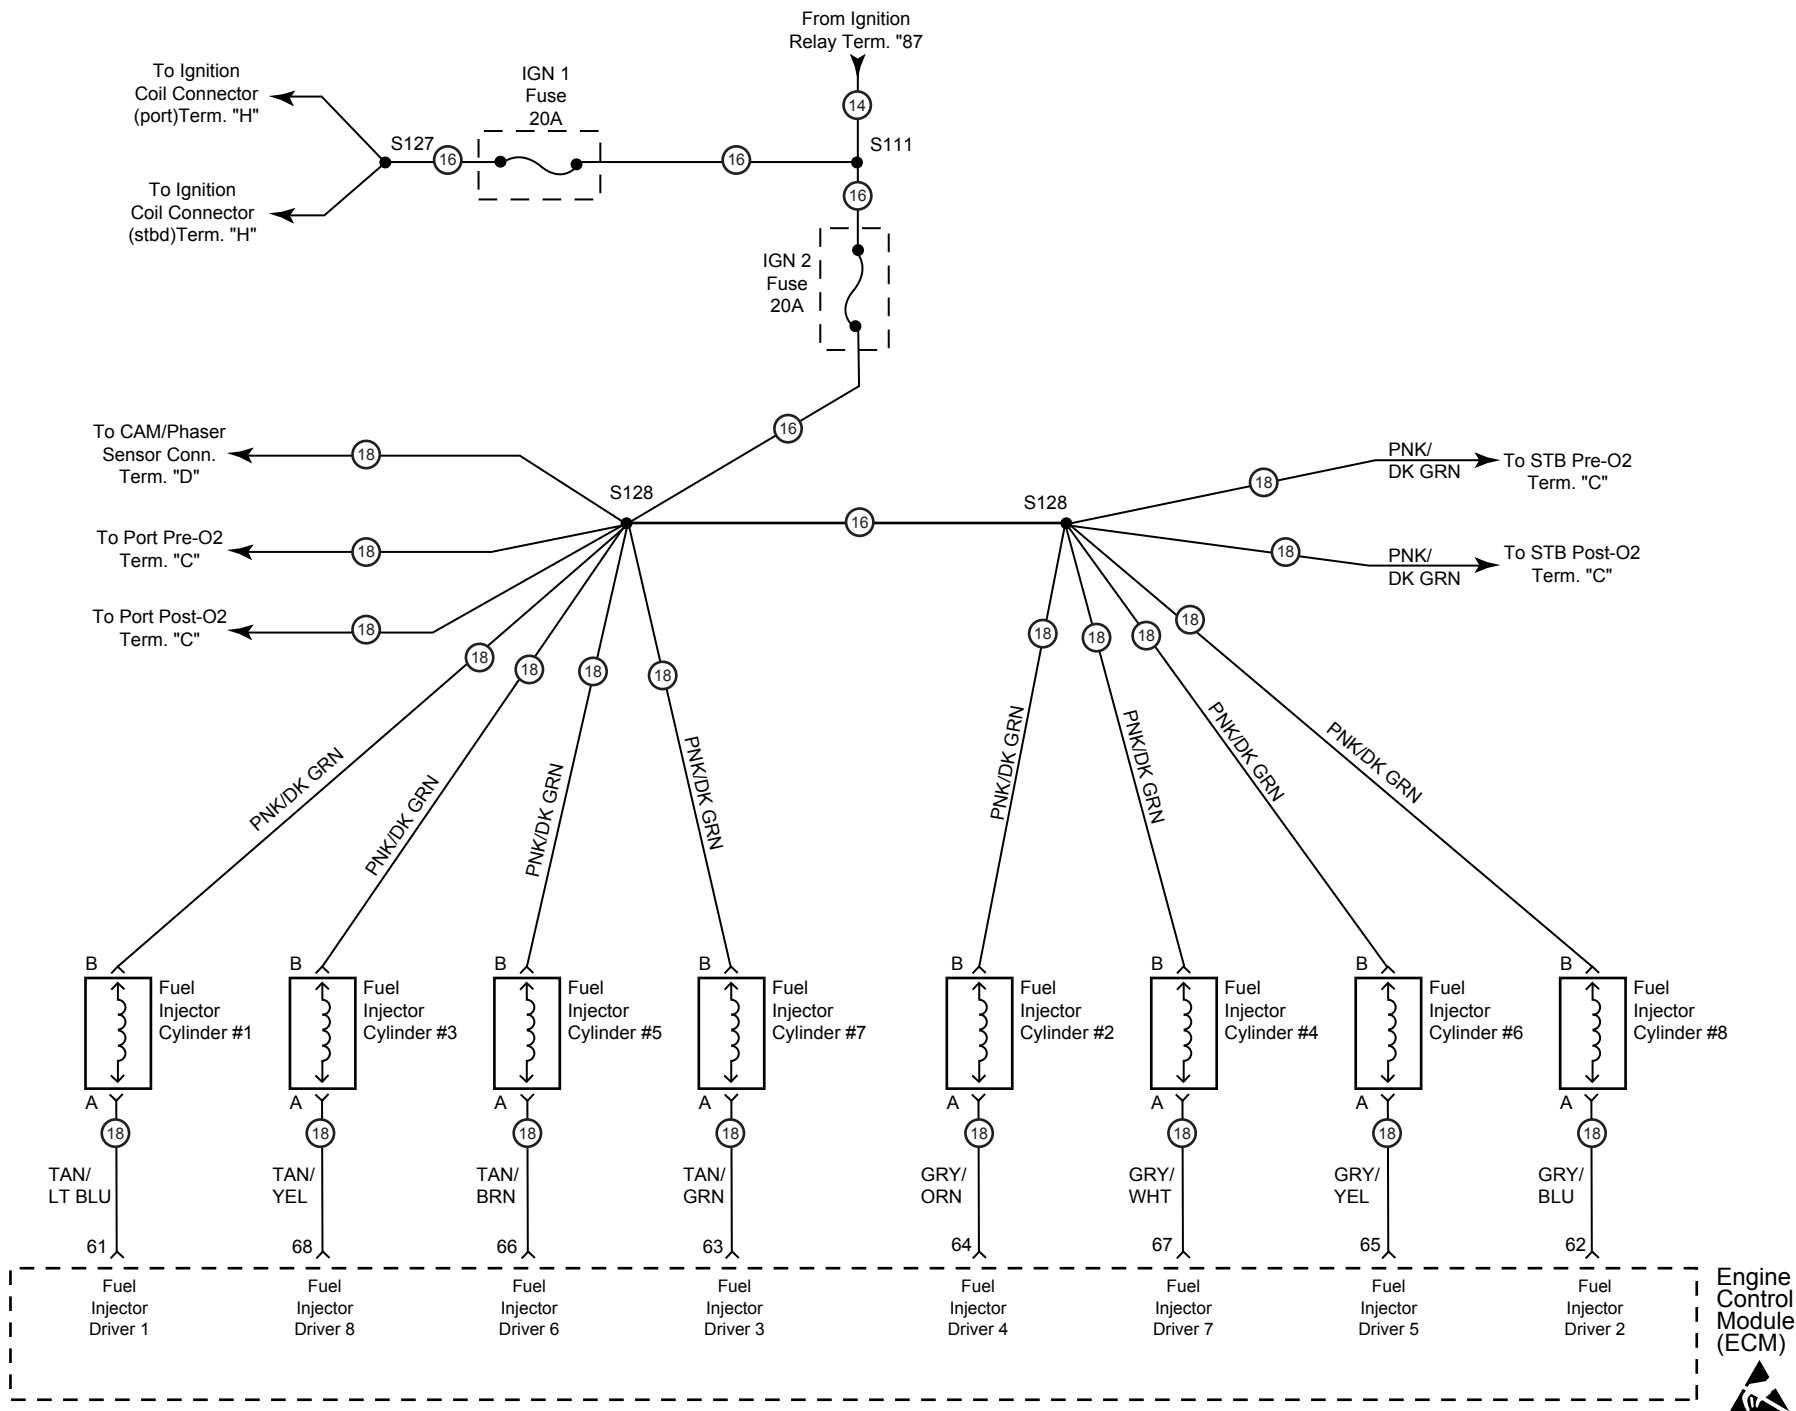 From Ignition
Relay Term. "87
To Ignition
Coil Connector
(port)Term. "H"
IGN 1
Fuse
20A
14
S127
16
16
S111
To Ignition
Coil Connector
(stbd)Term. "H"
16
IGN 2
Fuse
20A
16
To CAM/Phaser
Sensor Conn.
Term. "D"
18
PNK/
DK GRN
To STB Pre-O2
Term. "C"
18
S128
S128
16
To Port Pre-O2
Term. "C"
18
18
PNK/
DK GRN
To STB Post-O2
Term. "C"
To Port Post-O2
Term. "C"
18
18
18
18
18
18
18
18
18
PNK/DK GRN
PNK/DK GRN
PNK/DK GRN
PNK/DK GRN
PNK/DK GRN
PNK/DK GRN
PNK/DK GRN
PNK/DK GRN
B
Fuel
Injector
Cylinder #1
A
B
Fuel
Injector
Cylinder #3
A
B
Fuel
Injector
Cylinder #5
A
B
Fuel
Injector
Cylinder #7
A
B
Fuel
Injector
Cylinder #2
A
B
Fuel
Injector
Cylinder #4
A
B
Fuel
Injector
Cylinder #6
A
B
Fuel
Injector
Cylinder #8
A
18
18
18
18
18
18
18
18
TAN/
LT BLU
TAN/
YEL
TAN/
BRN
TAN/
GRN
GRY/
ORN
GRY/
WHT
GRY/
YEL
GRY/
BLU
61
68
66
63
64
67
65
62
Fuel
Injector
Driver 1
Fuel
Injector
Driver 8
Fuel
Injector
Driver 6
Fuel
Injector
Driver 3
Fuel
Injector
Driver 4
Fuel
Injector
Driver 7
Fuel
Injector
Driver 5
Fuel
Injector
Driver 2
Engine
Control
Module
(ECM)